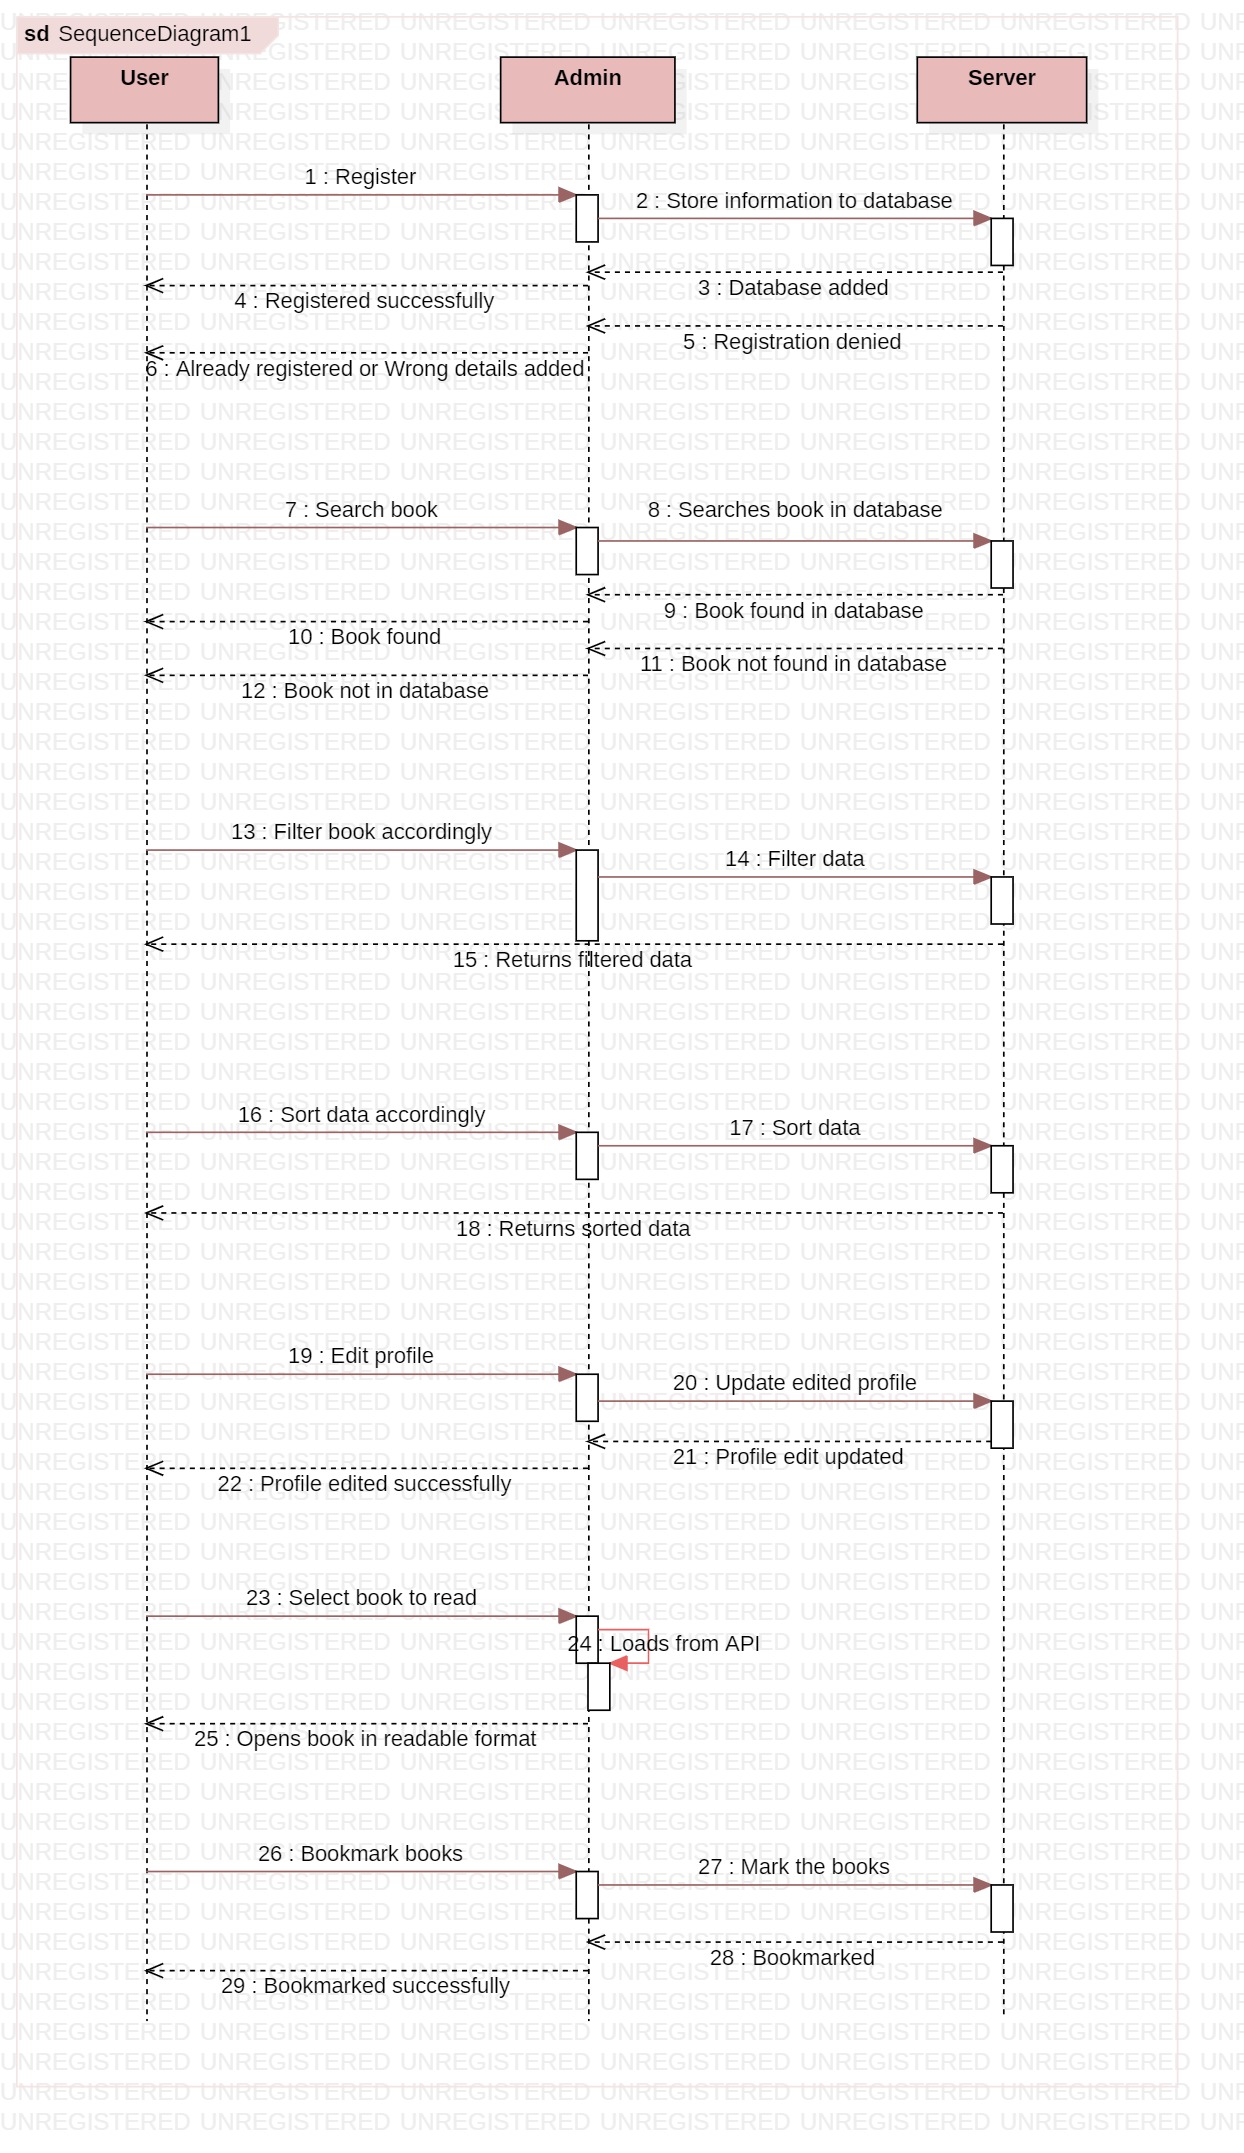 sd SequenceDiagram1
User
Admin
Server
1 : Register
2 : Store information to database
3 : Database added
4 : Registered successfully
5 : Registration denied
6 : Already registered or Wrong details added
7 : Search book
8 : Searches book in database
9 : Book found in database
10 : Book found
11 : Book not found in database
12 : Book not in database
13 : Filter book accordingly
14 : Filter data
15 : Returns filtered data
16 : Sort data accordingly
17 : Sort data
18 : Returns sorted data
19 : Edit profile
20 : Update edited profile
21 : Profile edit updated
22 : Profile edited successfully
23 : Select book to read
24 : Loads from API
25 : Opens book in readable format
26 : Bookmark books
27 : Mark the books
28 : Bookmarked
29 : Bookmarked successfully
UNREGISTERED